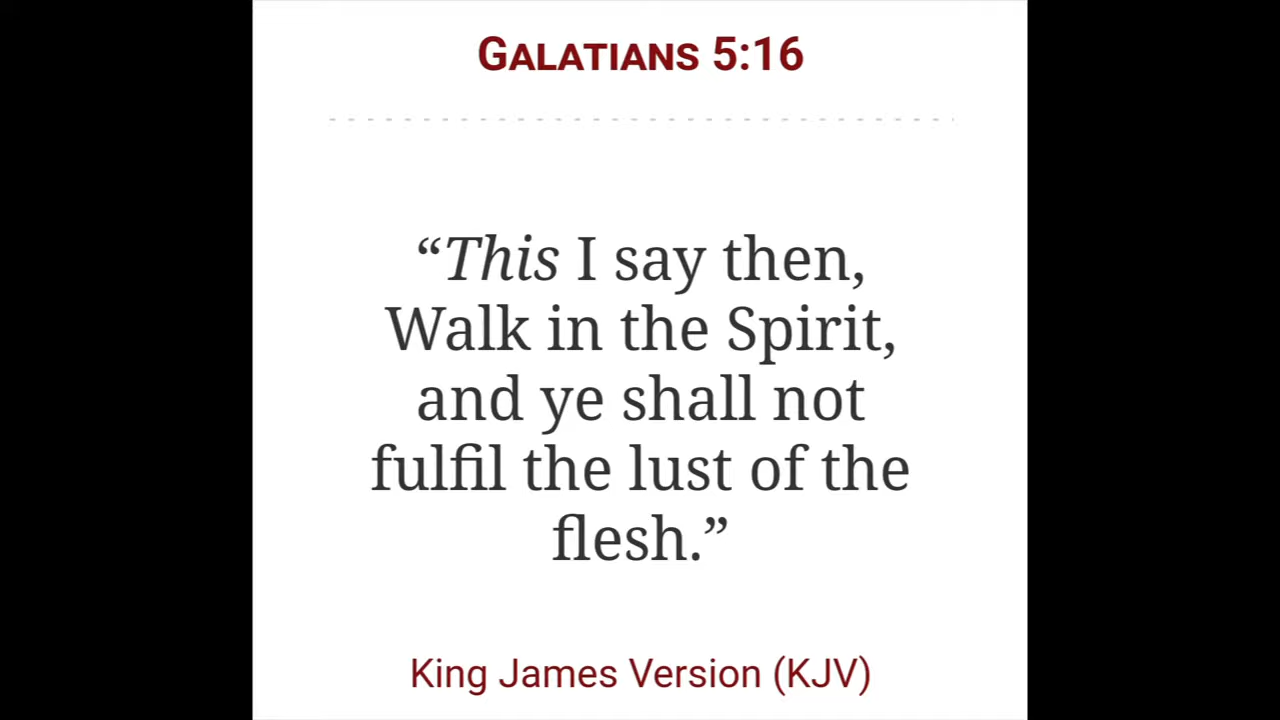 Galatians 5:16
“This I say then,
Walk in the Spirit,
and ye shall not
fulfil the lust of the
flesh.”
King James Version (KJV)